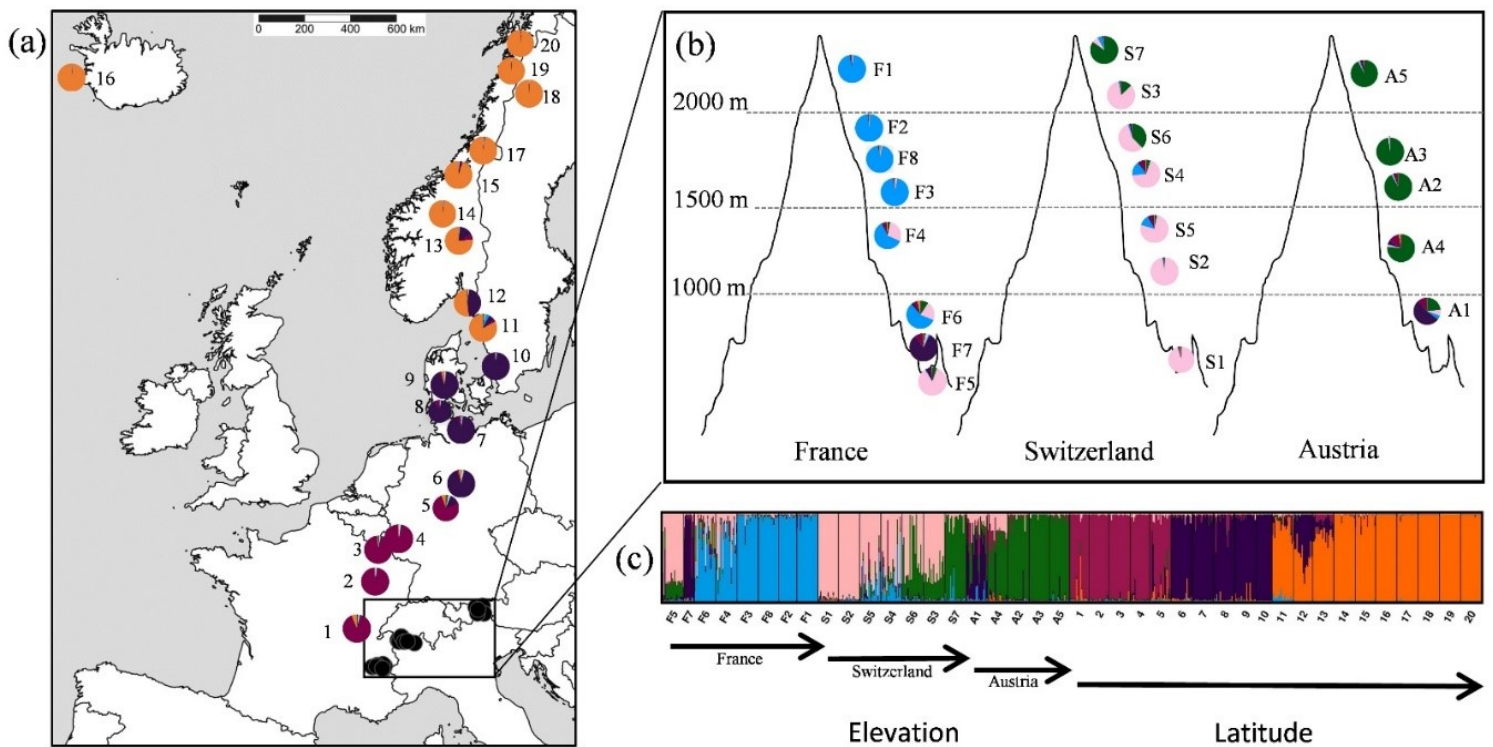 (a)
0 200 400 600 km
20
19
16
18
17
15
14
13
12
11
10
9
8
7
6
5
4
3
2
1
(b)
F1
S7
A5
S3
2000 m
F2
S6
A3
F8
S4
A2
F3
1500 m
F4
S5
A4
S2
1000 m
F6
A1
F7
S1
F5
France Switzerland Austria
(c)
F5 F7 F6 F4 F3 F8 F2 F1 S1 S2 S5 S4 S6 S3 S7 A1 A4 A2 A3 A5 1 2 3 4 5 6 7 8 9 10 11 12 13 14 15 16 17 18 19 20
France
Switzerland
Austria
Elevation Latitude